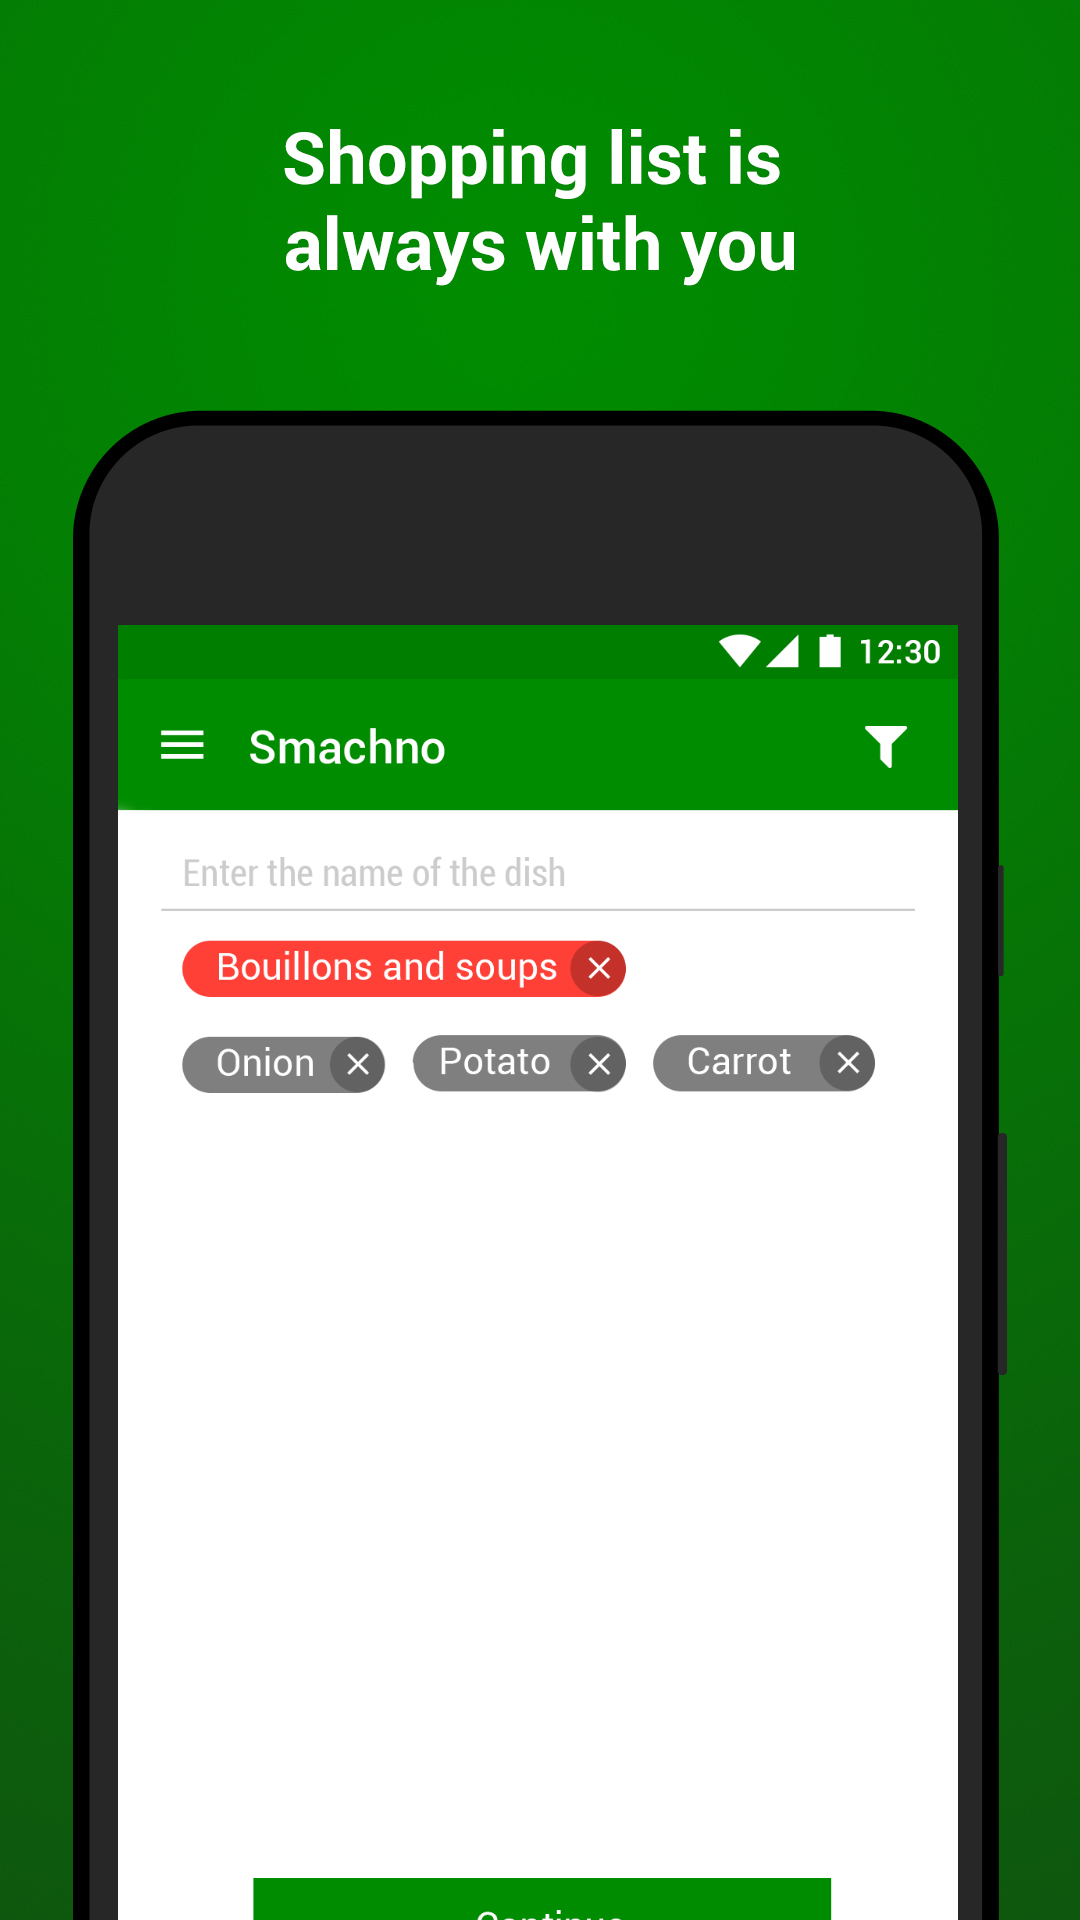 Shopping list is
always with you
12:30
Smachno
Enter the name of the dish
Bouillons and soups
Onion Potato Carrot
Continue